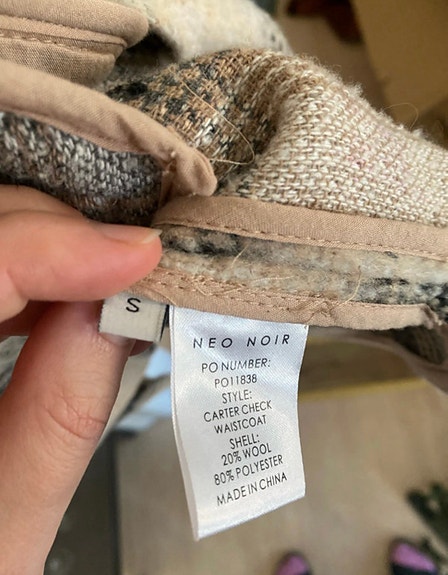 S
NEO NOIR
PO NUMBER:
PO11838
STYLE:
CARTER CHECK
WAISTCOAT
SHELL:
20% WOOL
80% POLYESTER
MADE IN CHINA